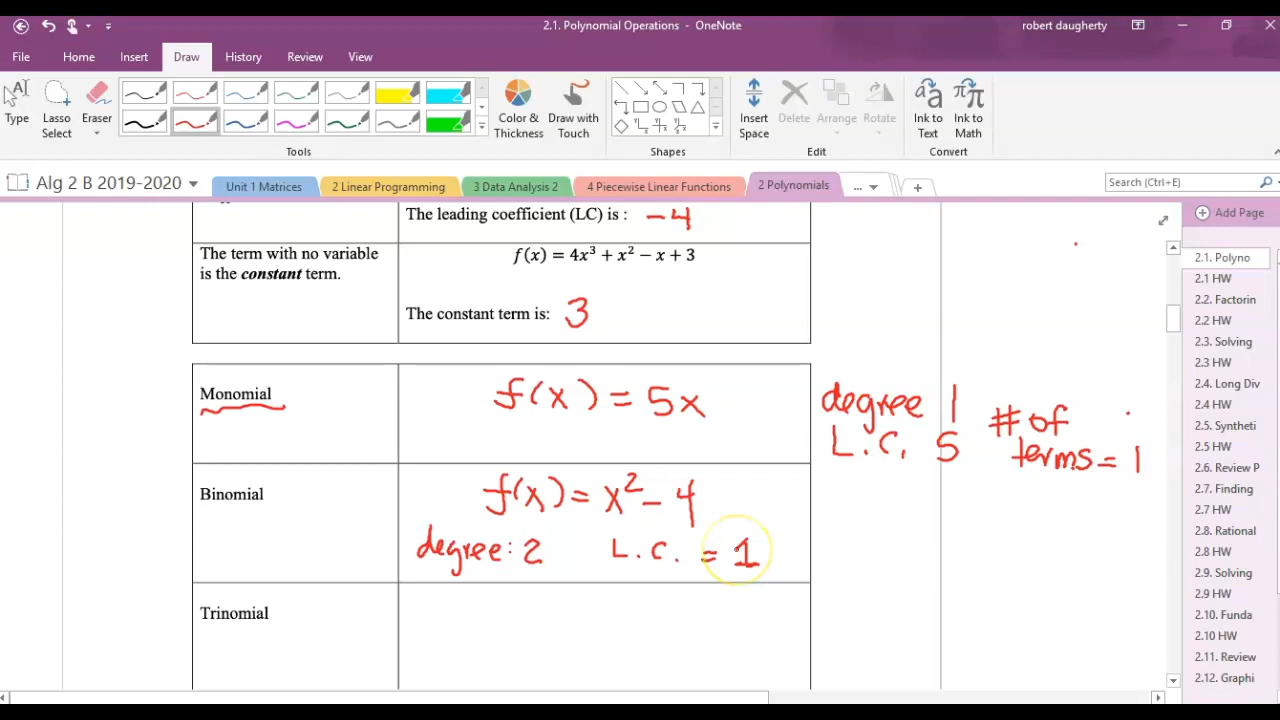 2.1. Polynomial Operations - OneNote
robert daugherty
File Home Insert Draw History Review View
Type
Lasso Select
Eraser
Color & Thickness
Draw with Touch
Insert Space
Delete
Arrange
Rotate
Ink to Text
Ink to Math
Tools
Shapes
Edit
Convert
Alg 2 B 2019-2020
Unit 1 Matrices
2 Linear Programming
3 Data Analysis 2
4 Piecewise Linear Functions
2 Polynomials
...
Search (Ctrl+E)
Add Page
The leading coefficient (LC) is : -4
The term with no variable
is the constant term.
f(x) = 4x³ + x² − x + 3
The constant term is: 3
Monomial
f(x) = 5x
degree 1
L.C. 5
# of
terms = 1
Binomial
f(x) = x² - 4
degree: 2 L.C. = 1
Trinomial
2.1. Polyno
2.1 HW
2.2. Factorin
2.2 HW
2.3. Solving
2.3 HW
2.4. Long Div
2.4 HW
2.5. Syntheti
2.5 HW
2.6. Review P
2.7. Finding
2.7 HW
2.8. Rational
2.8 HW
2.9. Solving
2.9 HW
2.10. Funda
2.10 HW
2.11. Review
2.12. Graphi